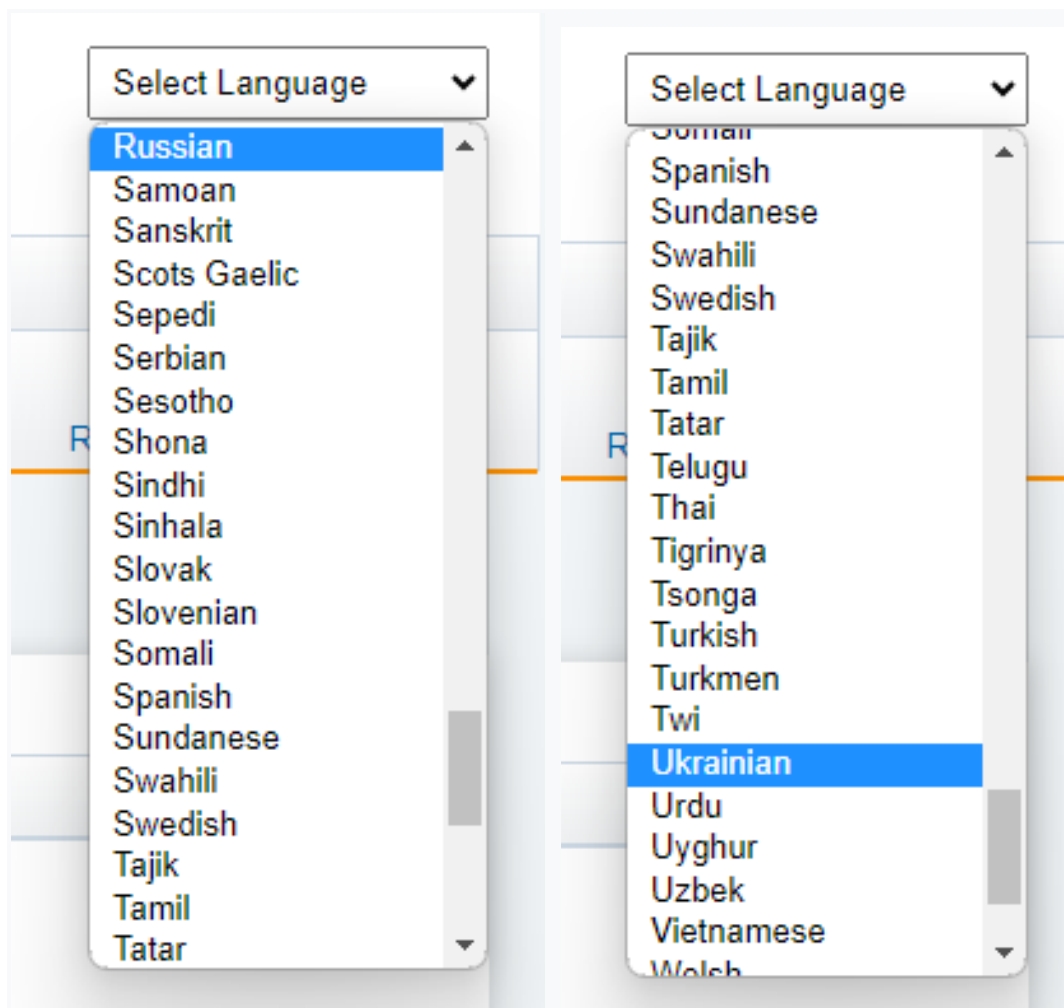 Select Language
Russian
Samoan
Sanskrit
Scots Gaelic
Sepedi
Serbian
Sesotho
Shona
Sindhi
Sinhala
Slovak
Slovenian
Somali
Spanish
Sundanese
Swahili
Swedish
Tajik
Tamil
Tatar
R
Select Language
Somali
Spanish
Sundanese
Swahili
Swedish
Tajik
Tamil
Tatar
Telugu
Thai
Tigrinya
Tsonga
Turkish
Turkmen
Twi
Ukrainian
Urdu
Uyghur
Uzbek
Vietnamese
Welsh
R